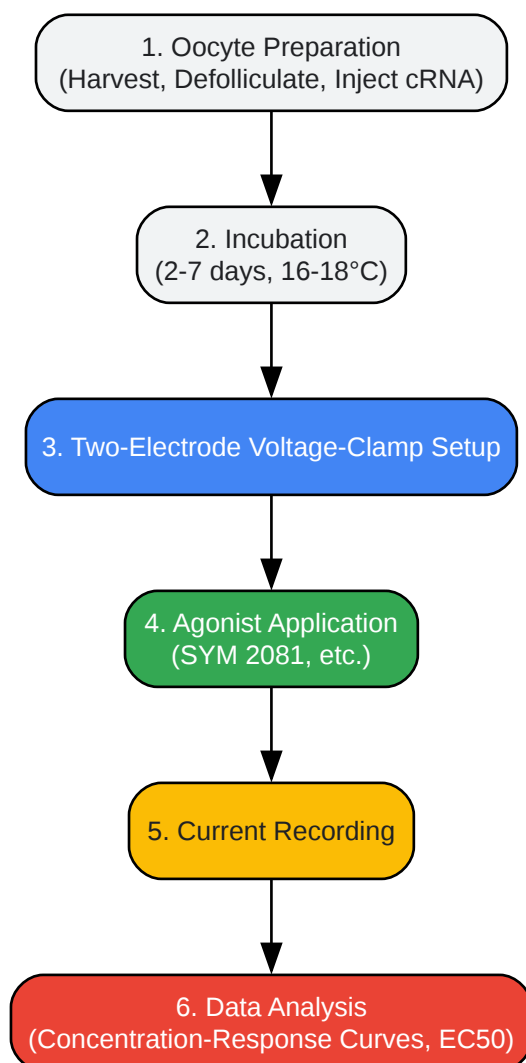 1. Oocyte Preparation
(Harvest, Defolliculate, Inject cRNA)
2. Incubation
(2-7 days, 16-18°C)
3. Two-Electrode Voltage-Clamp Setup
4. Agonist Application
(SYM 2081, etc.)
5. Current Recording
6. Data Analysis
(Concentration-Response Curves, EC50)